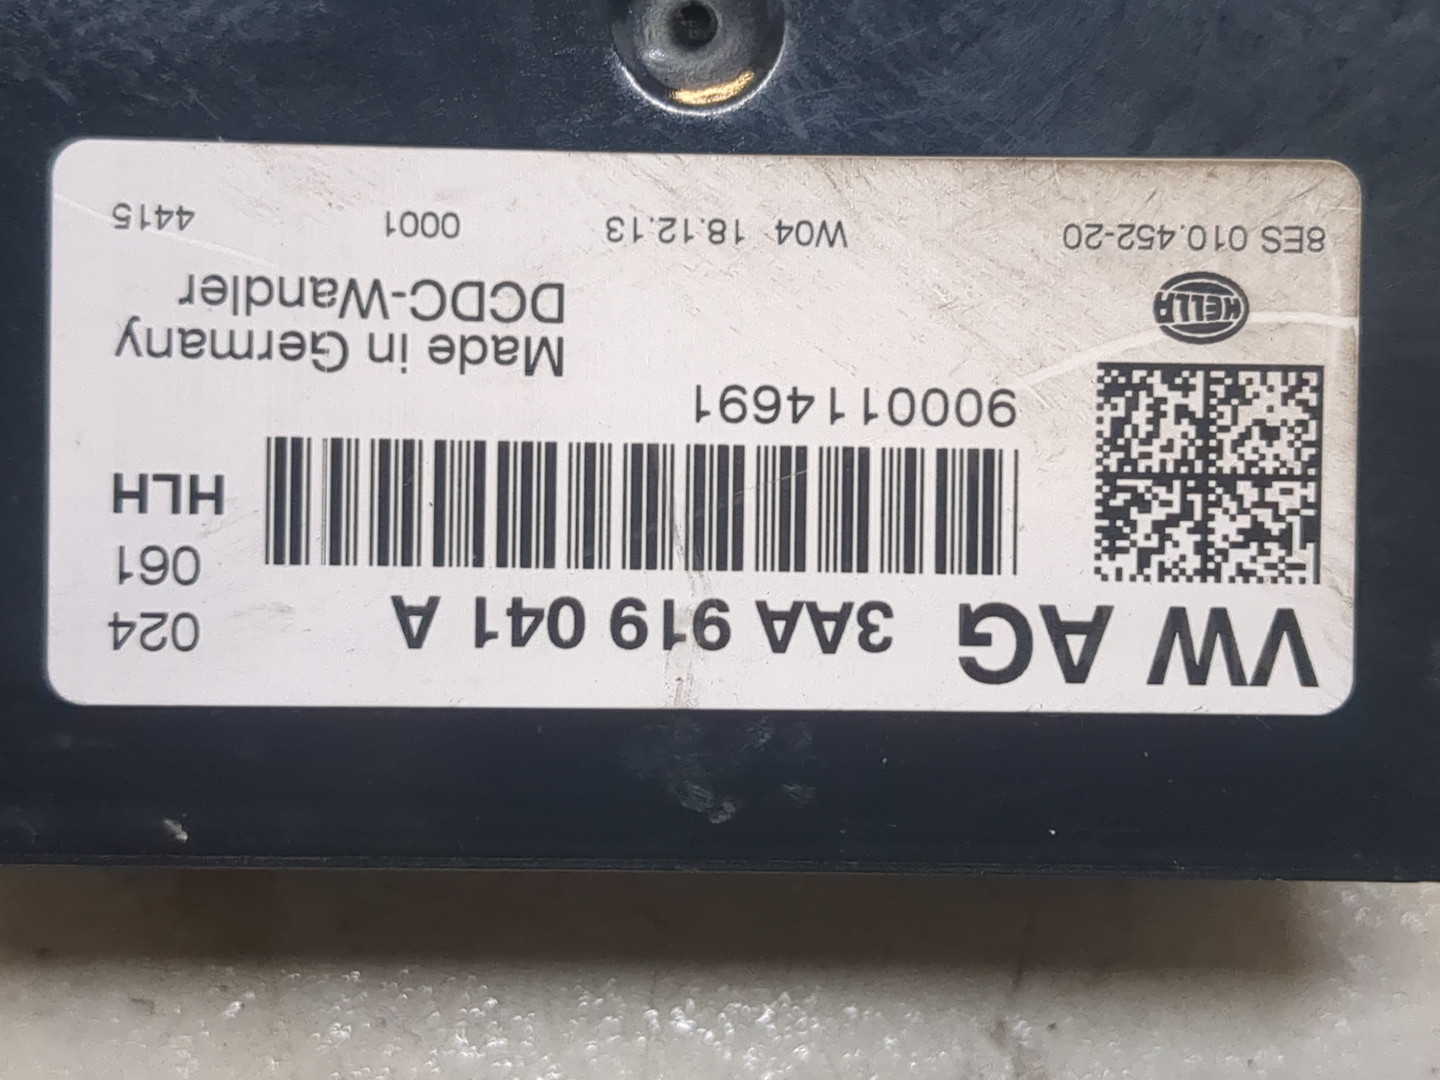 VW AG 3AA 919 041 A
024
061
HLH
9000114691
Made in Germany
DCDC-Wandler
HELLA
8ES 010.452-20 W04 18.12.13 0001 4415